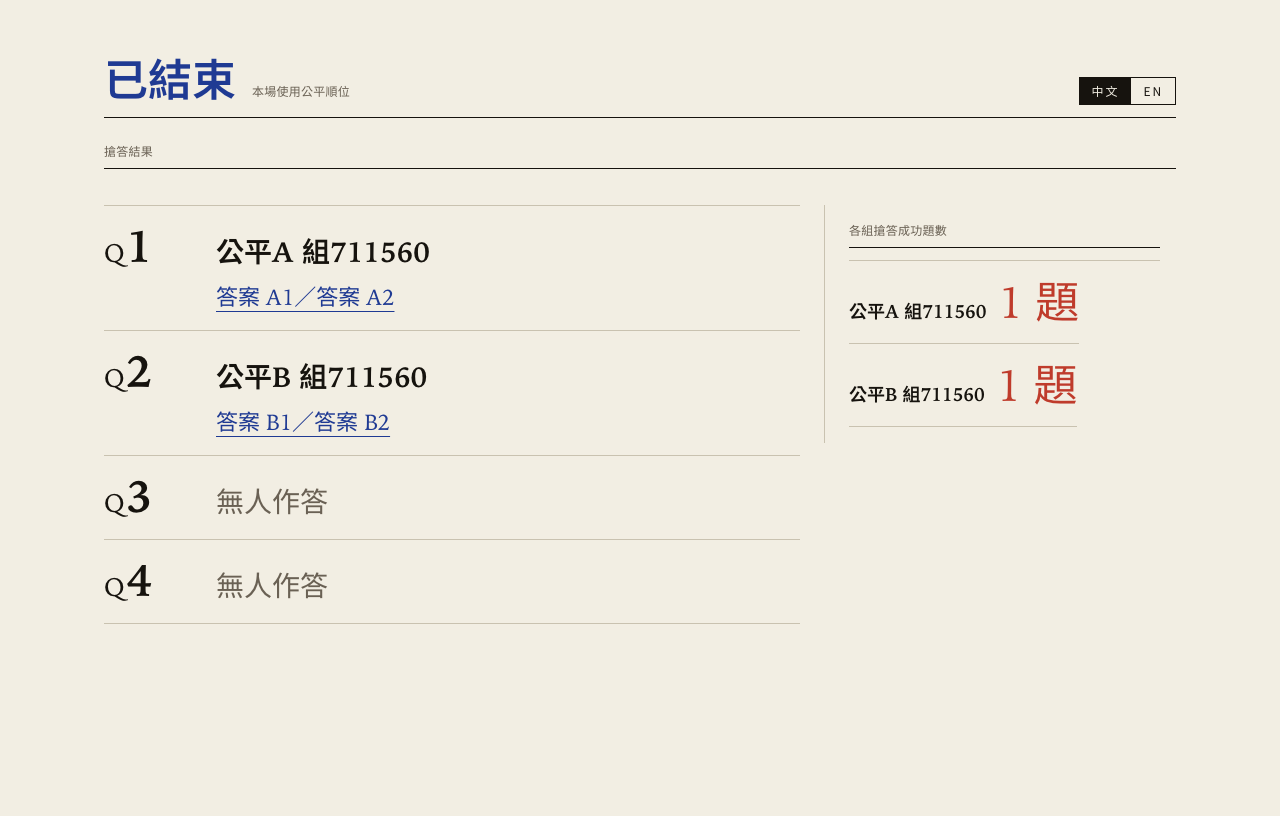 已結束 本場使用公平順位
中文 EN
搶答結果
Q1 公平A 組711560
答案 A1／答案 A2
Q2 公平B 組711560
答案 B1／答案 B2
Q3 無人作答
Q4 無人作答
各組搶答成功題數
公平A 組711560 1 題
公平B 組711560 1 題